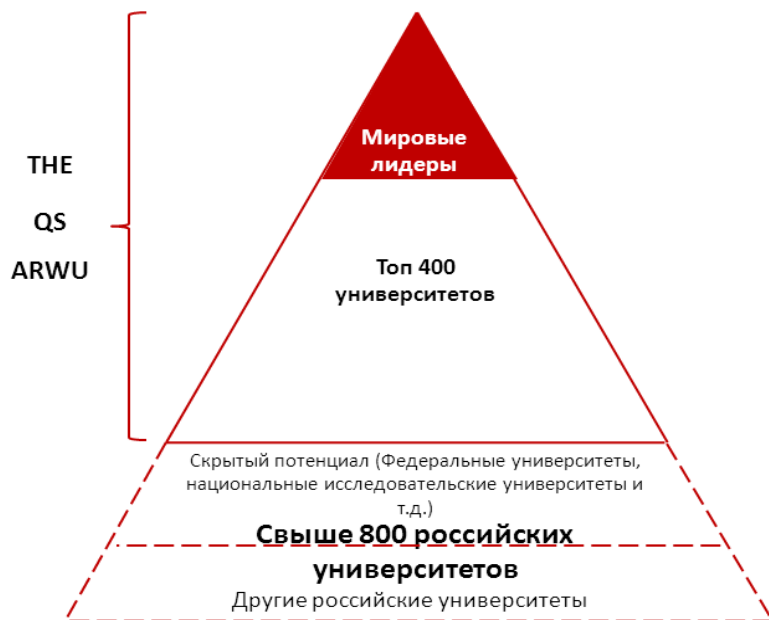 THE
QS
ARWU
Мировые
лидеры
Топ 400
университетов
Скрытый потенциал (Федеральные университеты,
национальные исследовательские университеты и
т.д.)
Свыше 800 российских
университетов
Другие российские университеты